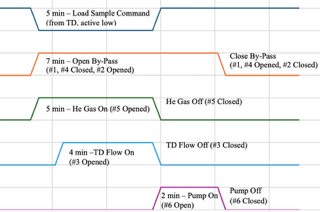 5 min – Load Sample Command
(from TD, active low)
7 min – Open By-Pass
(#1, #4 Closed, #2 Opened)
Close By-Pass
(#1, #4 Opened, #2 Closed)
5 min – He Gas On (#5 Opened)
He Gas Off (#5 Closed)
4 min –TD Flow On
(#3 Opened)
TD Flow Off (#3 Closed)
2 min – Pump On
(#6 Open)
Pump Off
(#6 Closed)